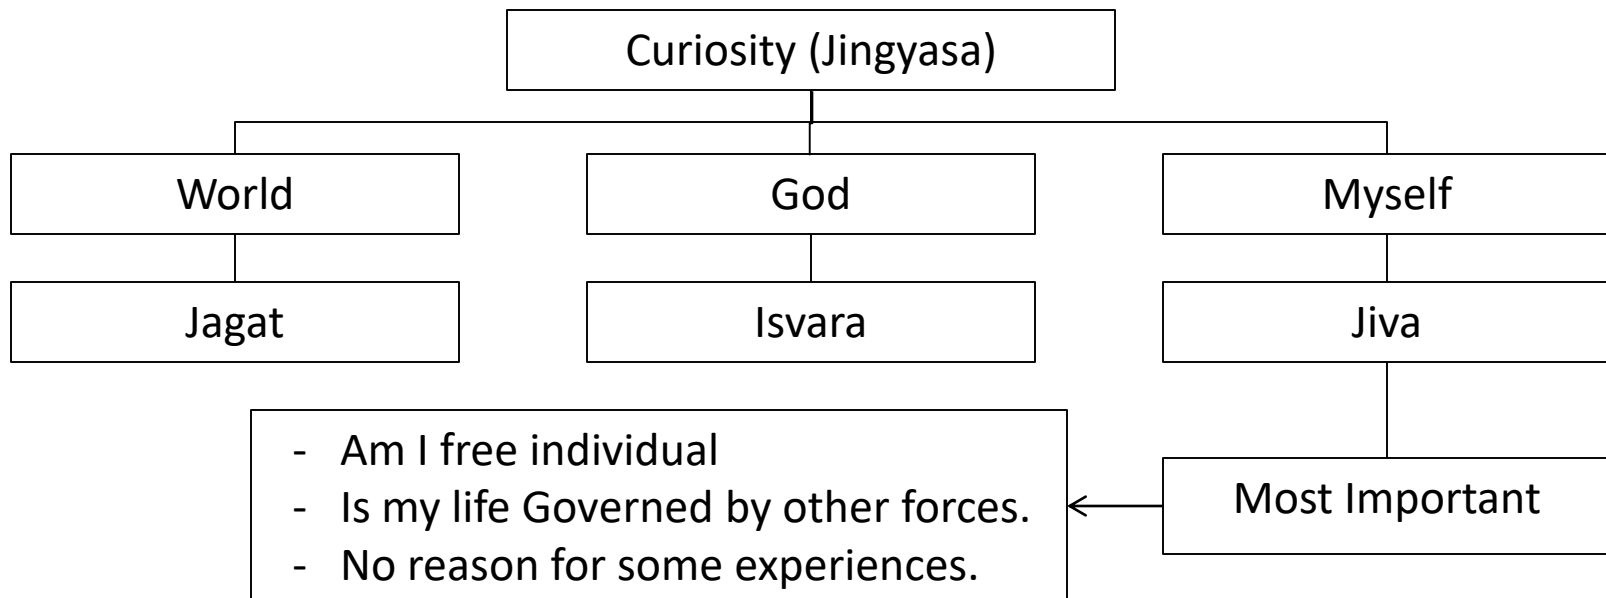 Curiosity (Jingyasa)
World
God
Myself
Jagat
Isvara
Jiva
- Am I free individual
- Is my life Governed by other forces.
- No reason for some experiences.
Most Important